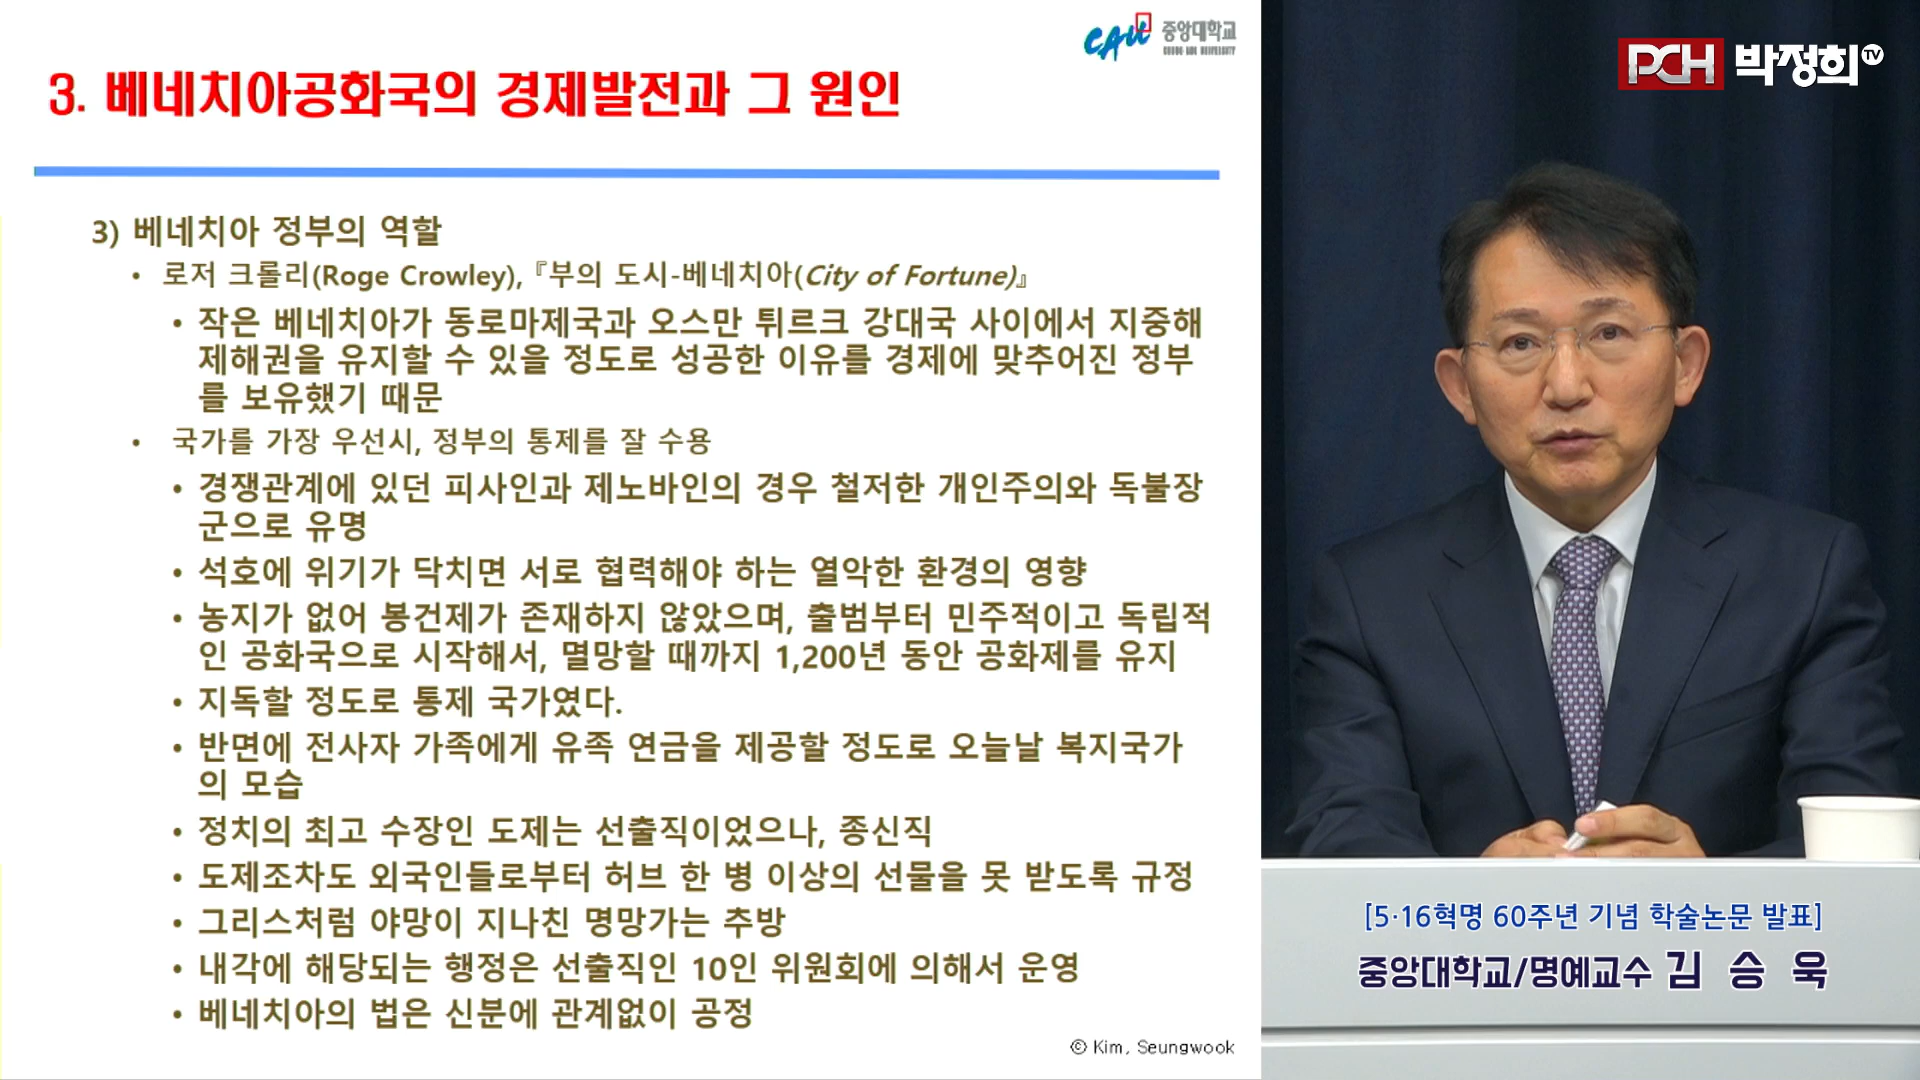 CAU 중앙대학교
CHUNG-ANG UNIVERSITY
PCH 박정희TV
3. 베네치아공화국의 경제발전과 그 원인
3) 베네치아 정부의 역할
• 로저 크롤리(Roge Crowley),『부의 도시-베네치아(City of Fortune)』
• 작은 베네치아가 동로마제국과 오스만 튀르크 강대국 사이에서 지중해
제해권을 유지할 수 있을 정도로 성공한 이유를 경제에 맞추어진 정부
를 보유했기 때문
• 국가를 가장 우선시, 정부의 통제를 잘 수용
• 경쟁관계에 있던 피사인과 제노바인의 경우 철저한 개인주의와 독불장
군으로 유명
• 석호에 위기가 닥치면 서로 협력해야 하는 열악한 환경의 영향
• 농지가 없어 봉건제가 존재하지 않았으며, 출범부터 민주적이고 독립적
인 공화국으로 시작해서, 멸망할 때까지 1,200년 동안 공화제를 유지
• 지독할 정도로 통제 국가였다.
• 반면에 전사자 가족에게 유족 연금을 제공할 정도로 오늘날 복지국가
의 모습
• 정치의 최고 수장인 도제는 선출직이었으나, 종신직
• 도제조차도 외국인들로부터 허브 한 병 이상의 선물을 못 받도록 규정
• 그리스처럼 야망이 지나친 명망가는 추방
• 내각에 해당되는 행정은 선출직인 10인 위원회에 의해서 운영
• 베네치아의 법은 신분에 관계없이 공정
ⓒ Kim, Seungwook
[5·16혁명 60주년 기념 학술논문 발표]
중앙대학교/명예교수 김 승 욱